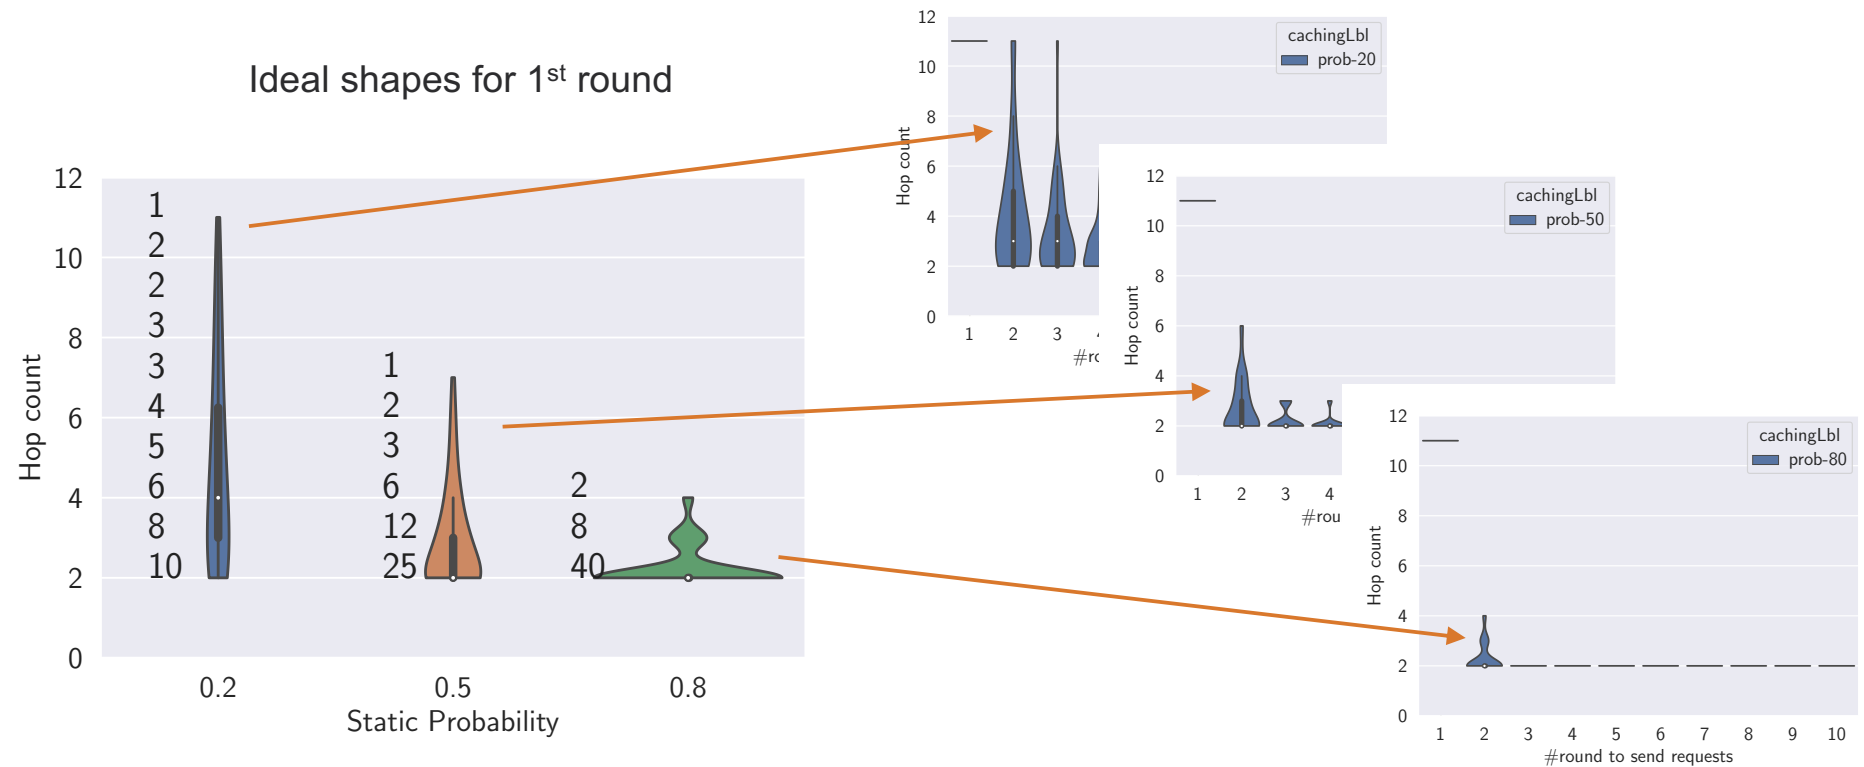 Ideal shapes for 1st round
12
10
8
6
4
2
0
Hop count
1
2
2
3
3
4
5
6
8
10
1
2
3
6
12
25
2
8
40
0.2 0.5 0.8
Static Probability
12
10
8
6
4
2
0
Hop count
cachingLbl
prob-20
1 2 3
#ro
12
10
8
6
4
2
0
Hop count
cachingLbl
prob-50
1 2 3 4
#rou
12
10
8
6
4
2
0
Hop count
cachingLbl
prob-80
1 2 3 4 5 6 7 8 9 10
#round to send requests